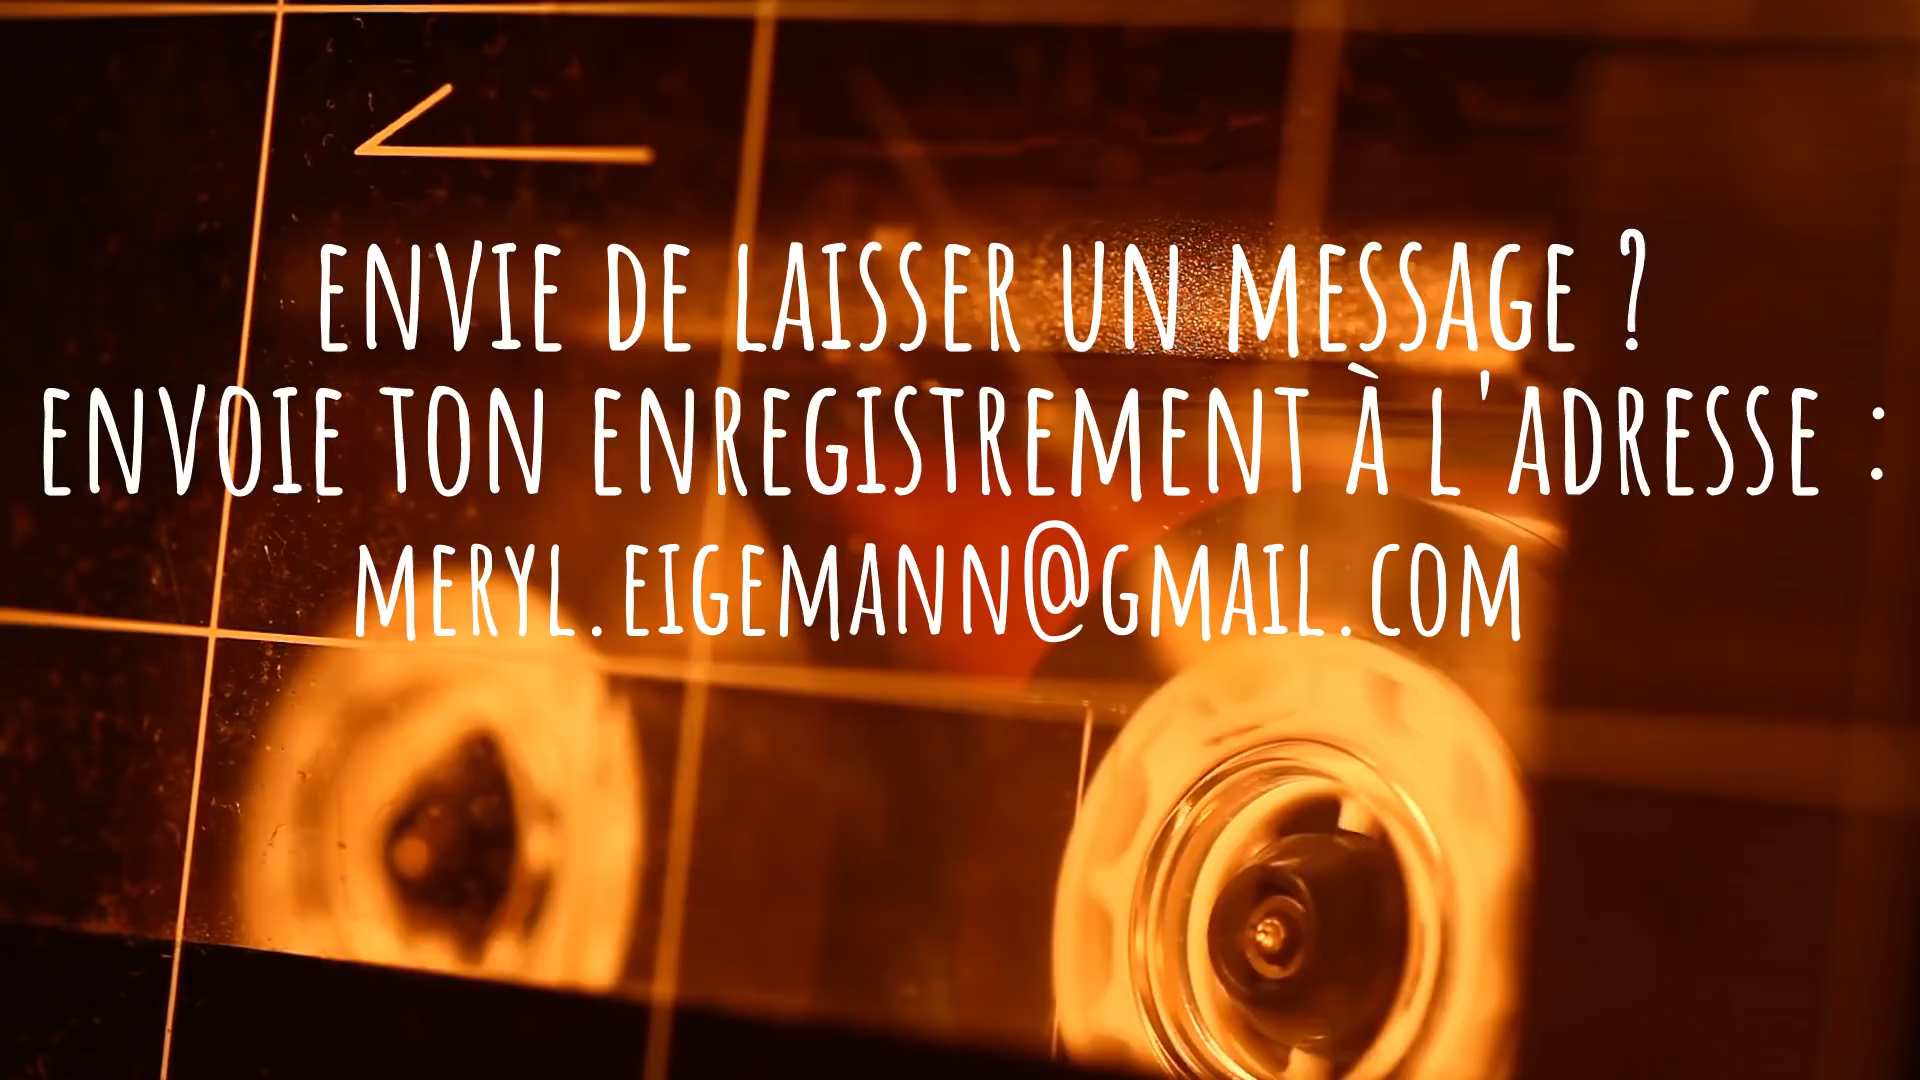 ENVIE DE LAISSER UN MESSAGE ?
ENVOIE TON ENREGISTREMENT À L'ADRESSE :
MERYL.EIGEMANN@GMAIL.COM